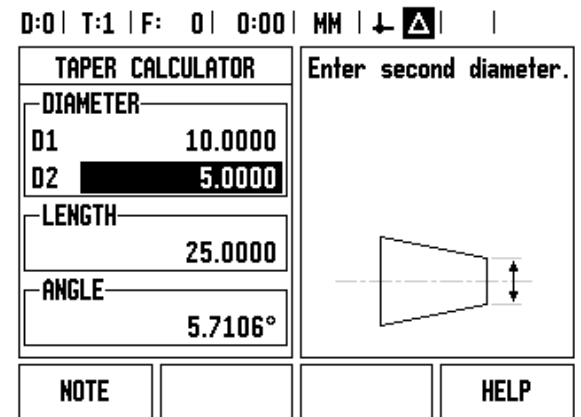 D:0 | T:1 | F: 0 | 0:00 | MM | Δ | |
TAPER CALCULATOR
DIAMETER
D1 10.0000
D2 5.0000
LENGTH
25.0000
ANGLE
5.7106°
Enter second diameter.
NOTE
HELP